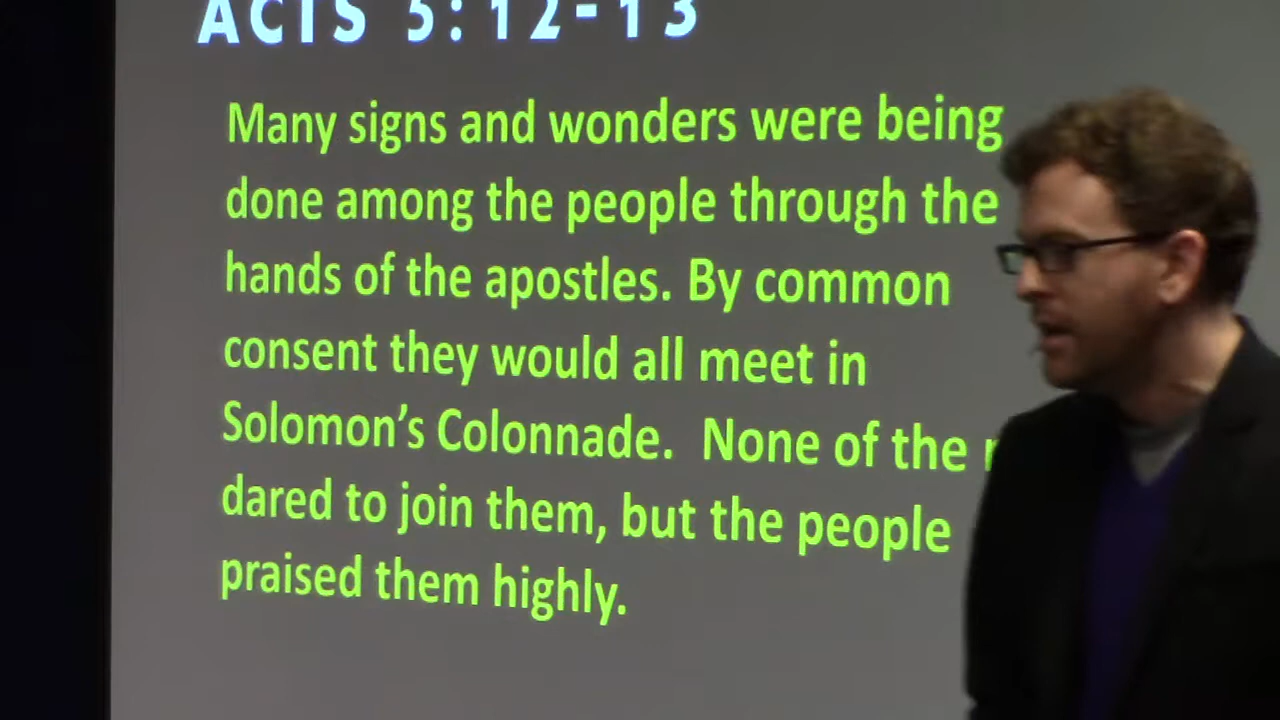 ACTS 5:12-13
Many signs and wonders were being
done among the people through the
hands of the apostles. By common
consent they would all meet in
Solomon’s Colonnade. None of the
dared to join them, but the people
praised them highly.